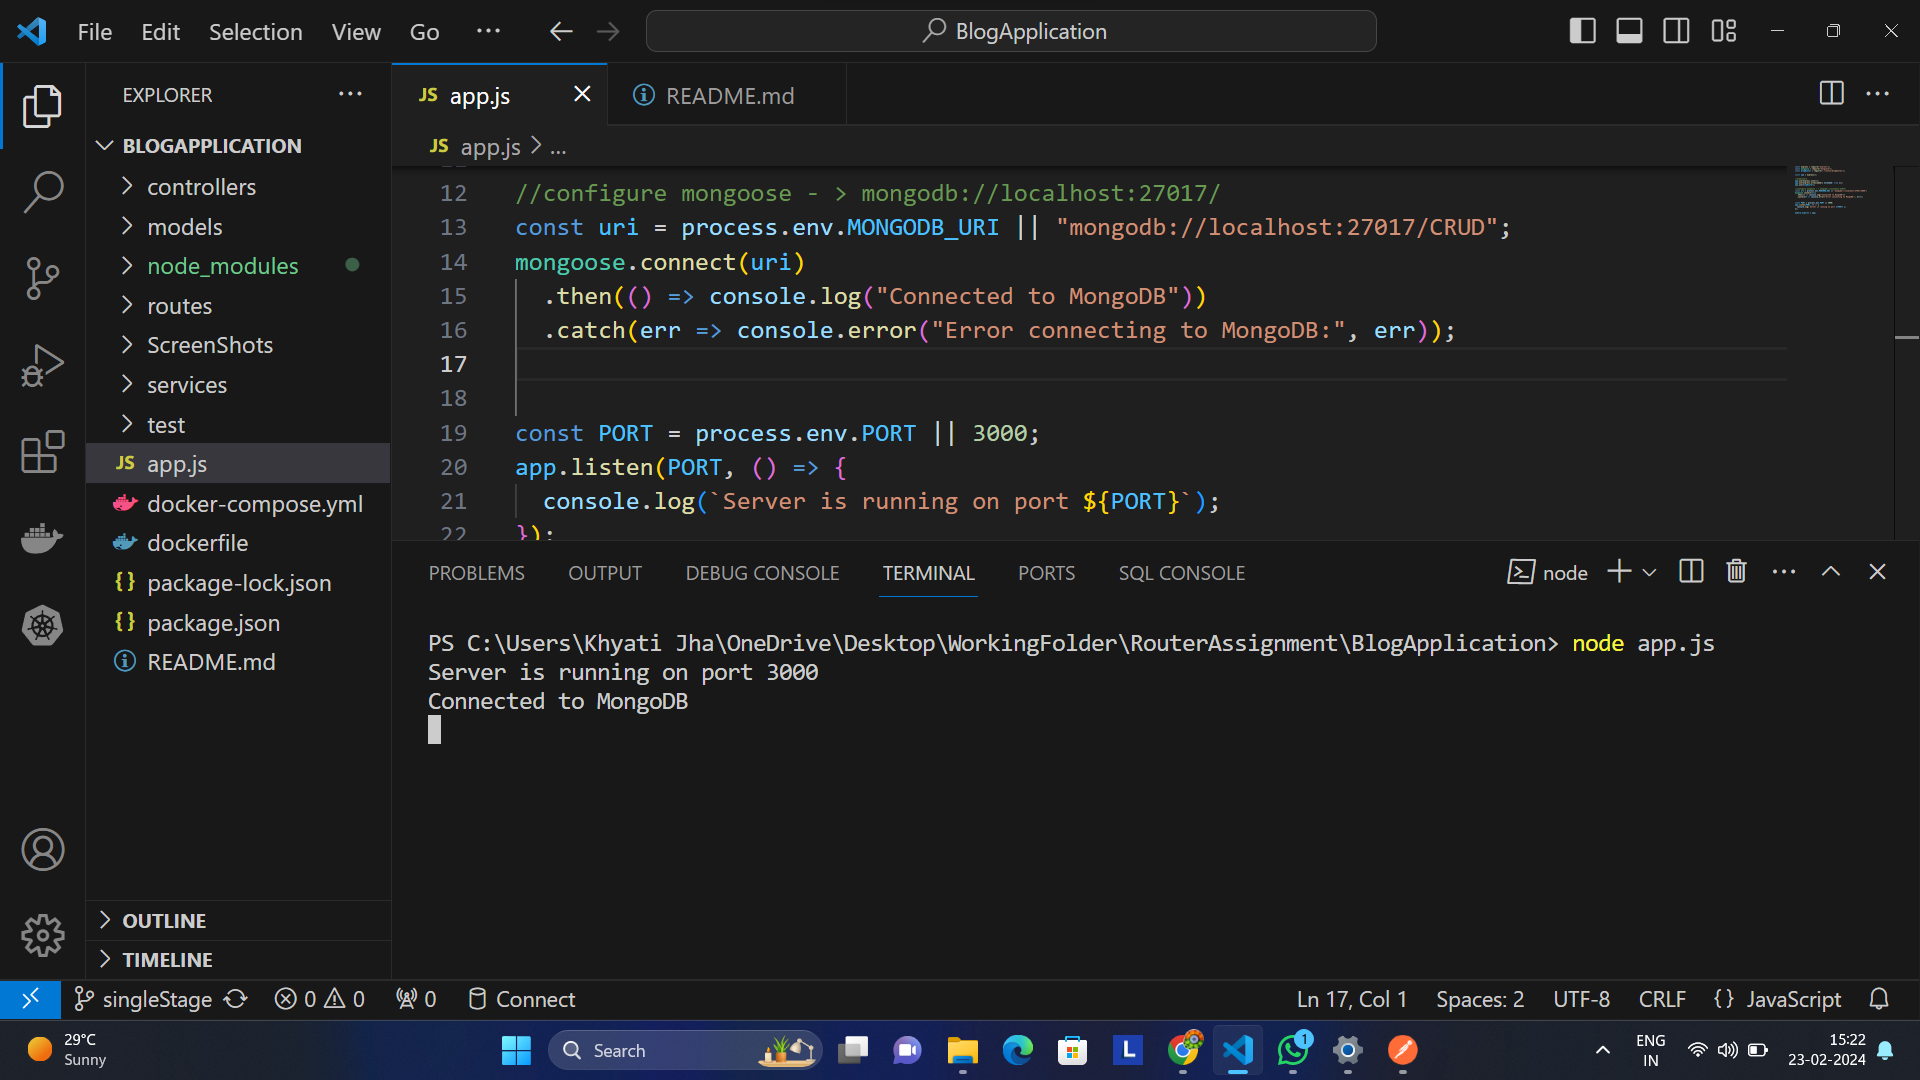 File Edit Selection View Go ··· BlogApplication
EXPLORER ···
BLOGAPPLICATION
controllers
models
node_modules
routes
ScreenShots
services
test
JS app.js
docker-compose.yml
dockerfile
{} package-lock.json
{} package.json
README.md
OUTLINE
TIMELINE
JS app.js README.md
JS app.js > ...
12 //configure mongoose - > mongodb://localhost:27017/
13 const uri = process.env.MONGODB_URI || "mongodb://localhost:27017/CRUD";
14 mongoose.connect(uri)
15 .then(() => console.log("Connected to MongoDB"))
16 .catch(err => console.error("Error connecting to MongoDB:", err));
17
18
19 const PORT = process.env.PORT || 3000;
20 app.listen(PORT, () => {
21 console.log(`Server is running on port ${PORT}`);
22 });
PROBLEMS OUTPUT DEBUG CONSOLE TERMINAL PORTS SQL CONSOLE node
PS C:\Users\Khyati Jha\OneDrive\Desktop\WorkingFolder\RouterAssignment\BlogApplication> node app.js
Server is running on port 3000
Connected to MongoDB
singleStage 0 0 0 Connect Ln 17, Col 1 Spaces: 2 UTF-8 CRLF {} JavaScript
29°C
Sunny
Search
L
1
ENG
IN
15:22
23-02-2024